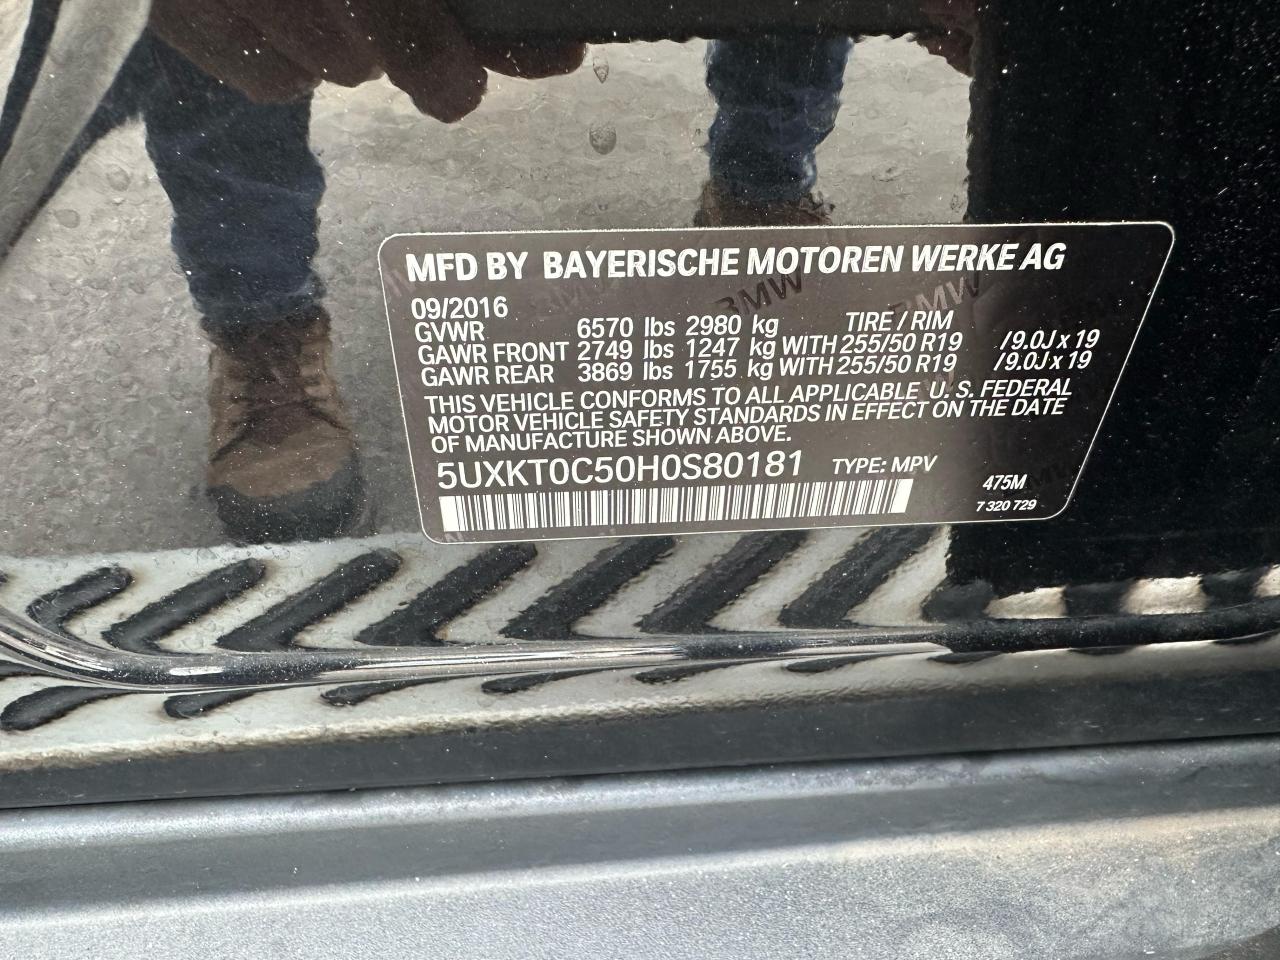 MFD BY BAYERISCHE MOTOREN WERKE AG
09/2016
GVWR 6570 lbs 2980 kg TIRE / RIM
GAWR FRONT 2749 lbs 1247 kg WITH 255/50 R19 /9.0J x 19
GAWR REAR 3869 lbs 1755 kg WITH 255/50 R19 /9.0J x 19
THIS VEHICLE CONFORMS TO ALL APPLICABLE U. S. FEDERAL
MOTOR VEHICLE SAFETY STANDARDS IN EFFECT ON THE DATE
OF MANUFACTURE SHOWN ABOVE.
5UXKT0C50H0S80181 TYPE: MPV
475M
7 320 729
BMW
BMW